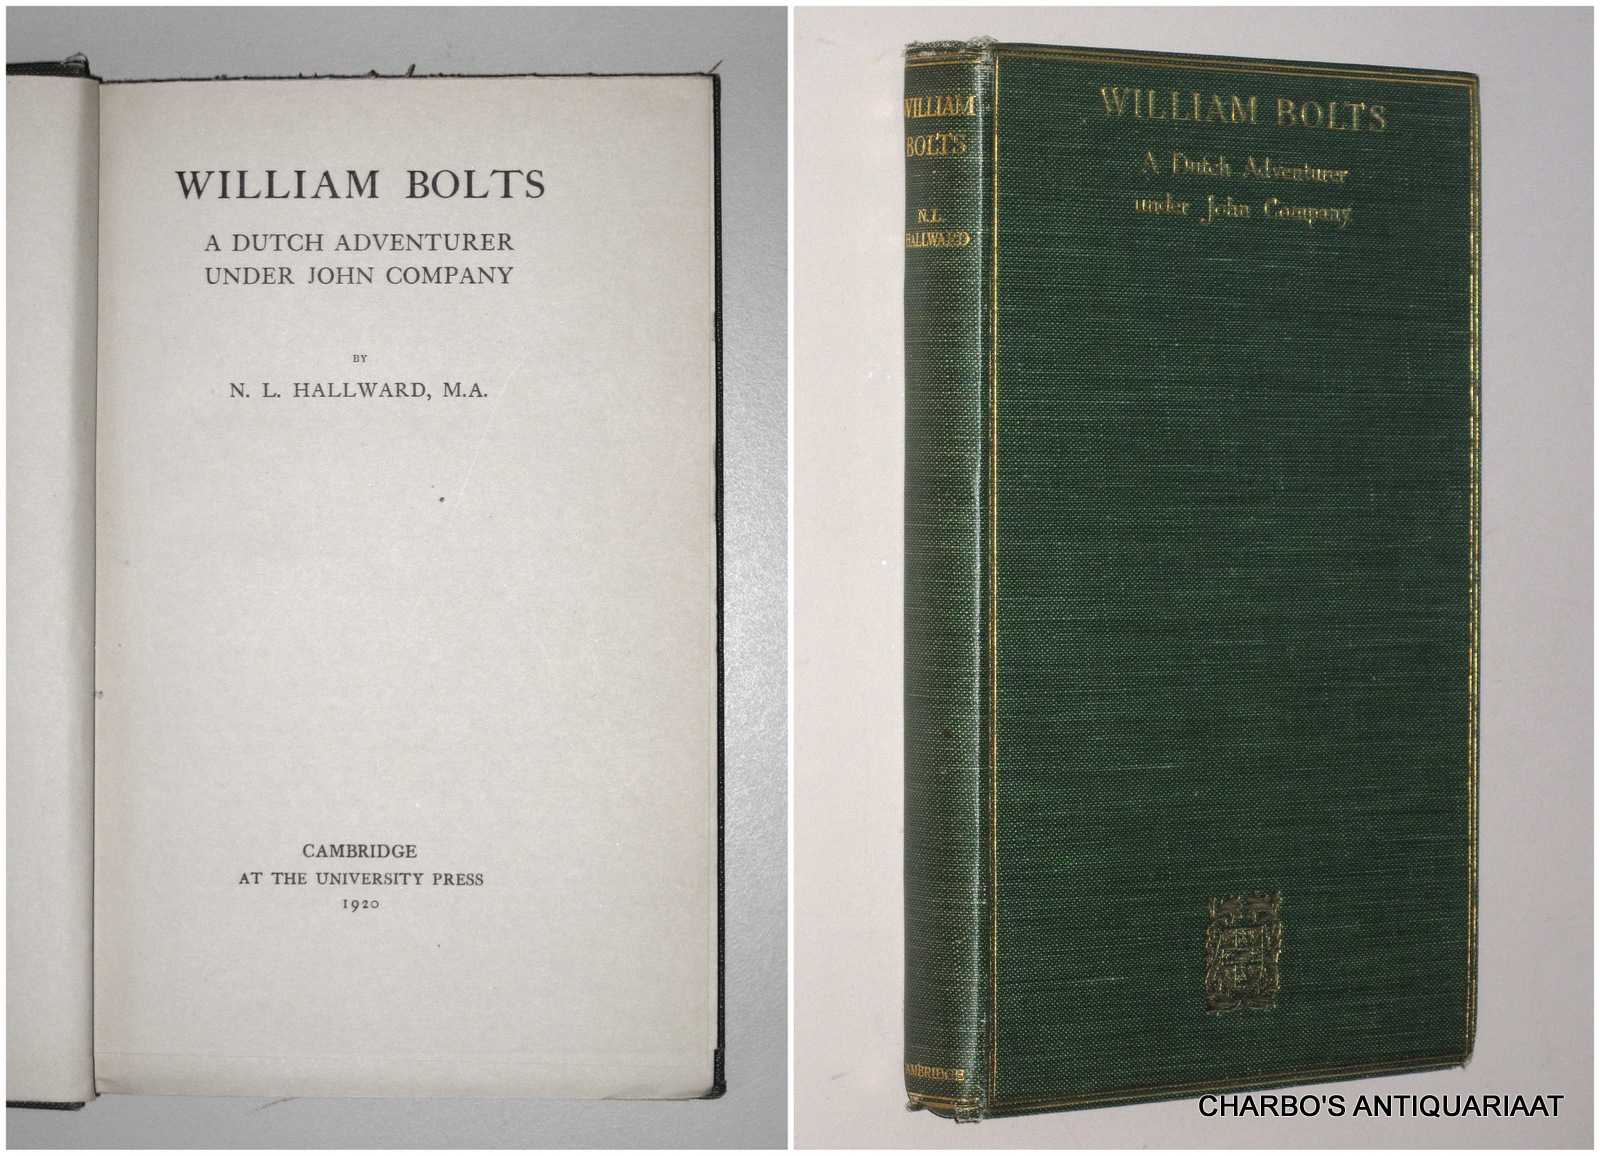 WILLIAM BOLTS
A DUTCH ADVENTURER
UNDER JOHN COMPANY
BY
N. L. HALLWARD, M.A.
CAMBRIDGE
AT THE UNIVERSITY PRESS
1920
WILLIAM
BOLTS
N. L.
HALLWARD
CAMBRIDGE
WILLIAM BOLTS
A Dutch Adventurer
under John Company
CHARBO'S ANTIQUARIAAT